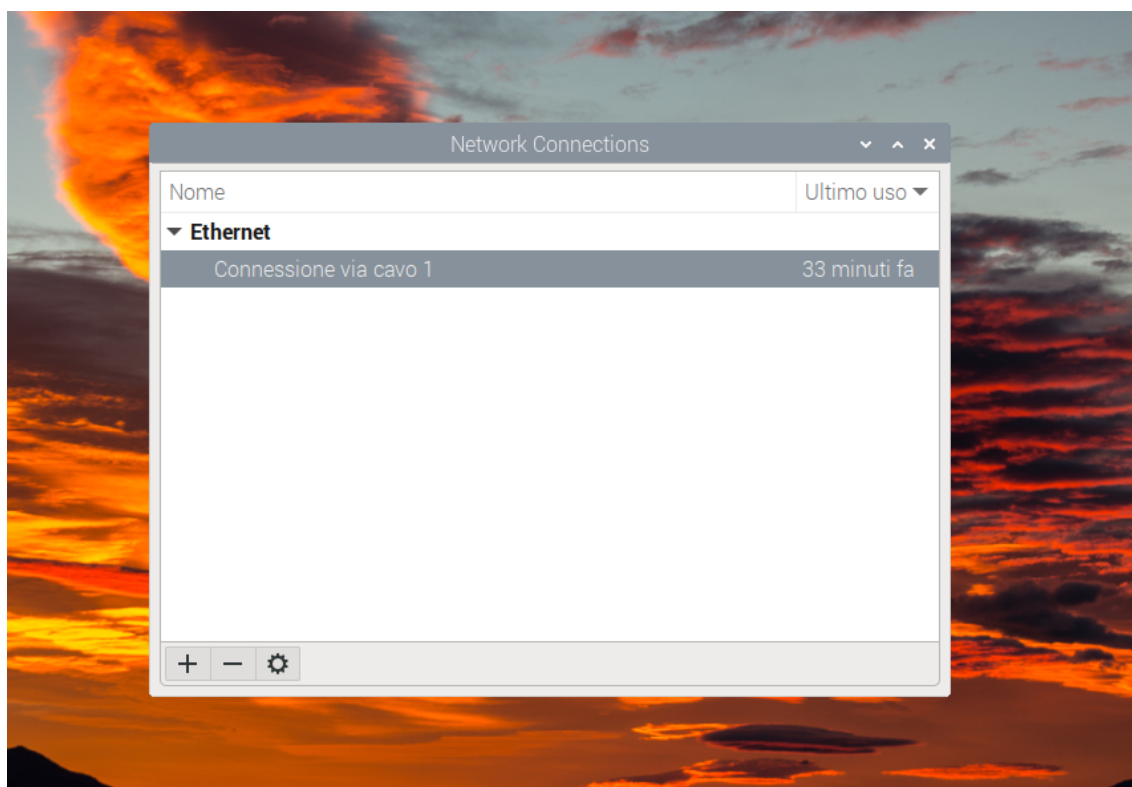 Network Connections
Nome Ultimo uso
Ethernet
Connessione via cavo 1 33 minuti fa